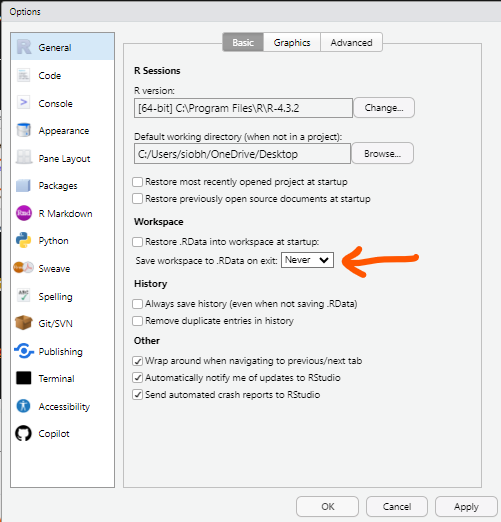 Options
General
Code
Console
Appearance
Pane Layout
Packages
R Markdown
Python
Sweave
Spelling
Git/SVN
Publishing
Terminal
Accessibility
Copilot
Basic Graphics Advanced
R Sessions
R version:
[64-bit] C:\Program Files\R\R-4.3.2 Change...
Default working directory (when not in a project):
C:/Users/siobh/OneDrive/Desktop Browse...
Restore most recently opened project at startup
Restore previously open source documents at startup
Workspace
Restore .RData into workspace at startup:
Save workspace to .RData on exit: Never
History
Always save history (even when not saving .RData)
Remove duplicate entries in history
Other
Wrap around when navigating to previous/next tab
Automatically notify me of updates to RStudio
Send automated crash reports to RStudio
OK Cancel Apply